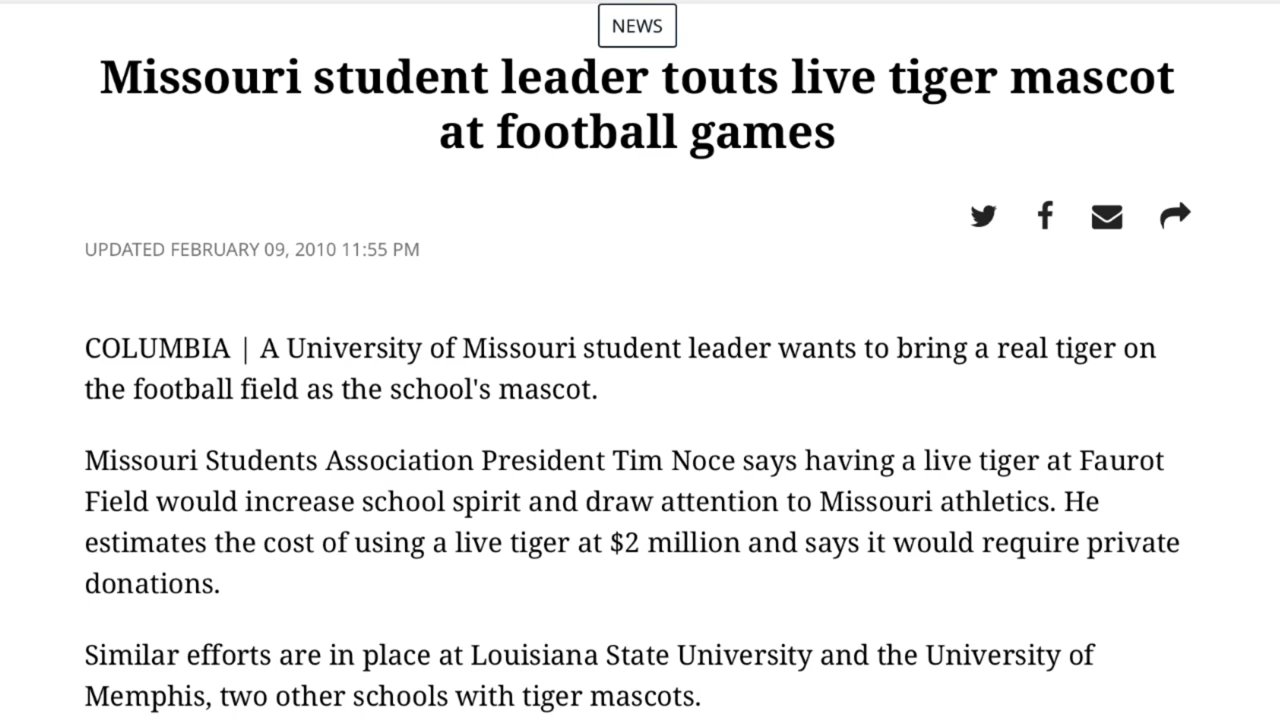 NEWS
Missouri student leader touts live tiger mascot
at football games
UPDATED FEBRUARY 09, 2010 11:55 PM
COLUMBIA | A University of Missouri student leader wants to bring a real tiger on
the football field as the school's mascot.
Missouri Students Association President Tim Noce says having a live tiger at Faurot
Field would increase school spirit and draw attention to Missouri athletics. He
estimates the cost of using a live tiger at $2 million and says it would require private
donations.
Similar efforts are in place at Louisiana State University and the University of
Memphis, two other schools with tiger mascots.